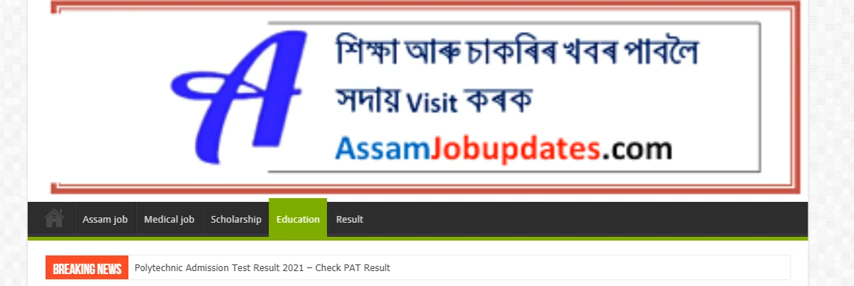 A
শিক্ষা আৰু চাকৰিৰ খবৰ পাবলৈ
সদায় Visit কৰক
AssamJobupdates.com
Assam job Medical job Scholarship Education Result
BREAKING NEWS Polytechnic Admission Test Result 2021 – Check PAT Result